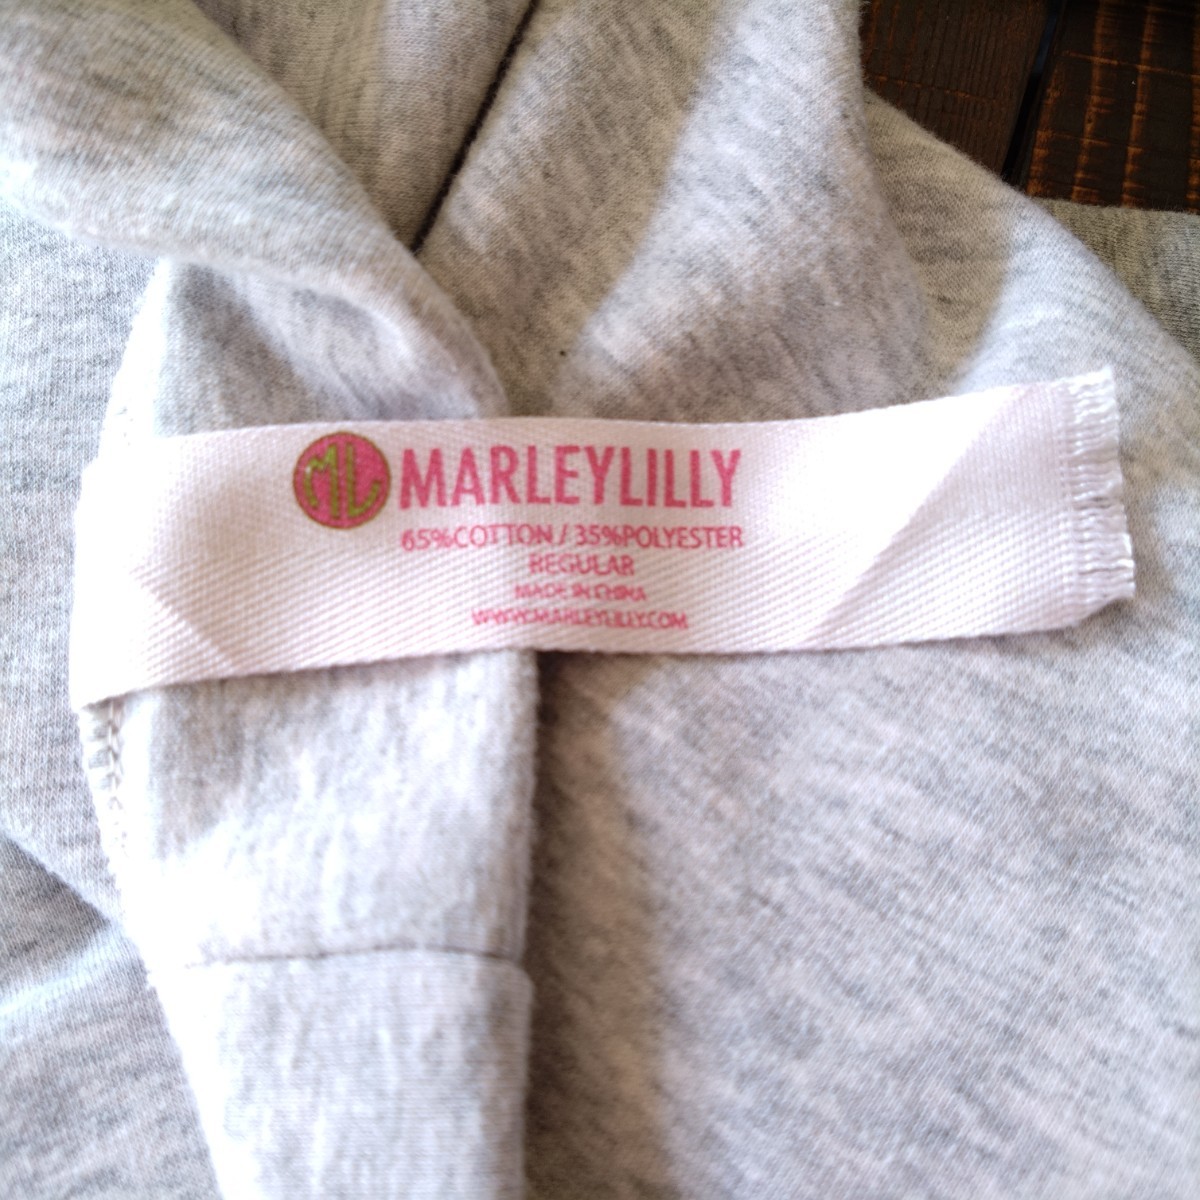 ML MARLEYLILLY
65%COTTON / 35%POLYESTER
REGULAR
MADE IN CHINA
WWW.MARLEYLILLY.COM